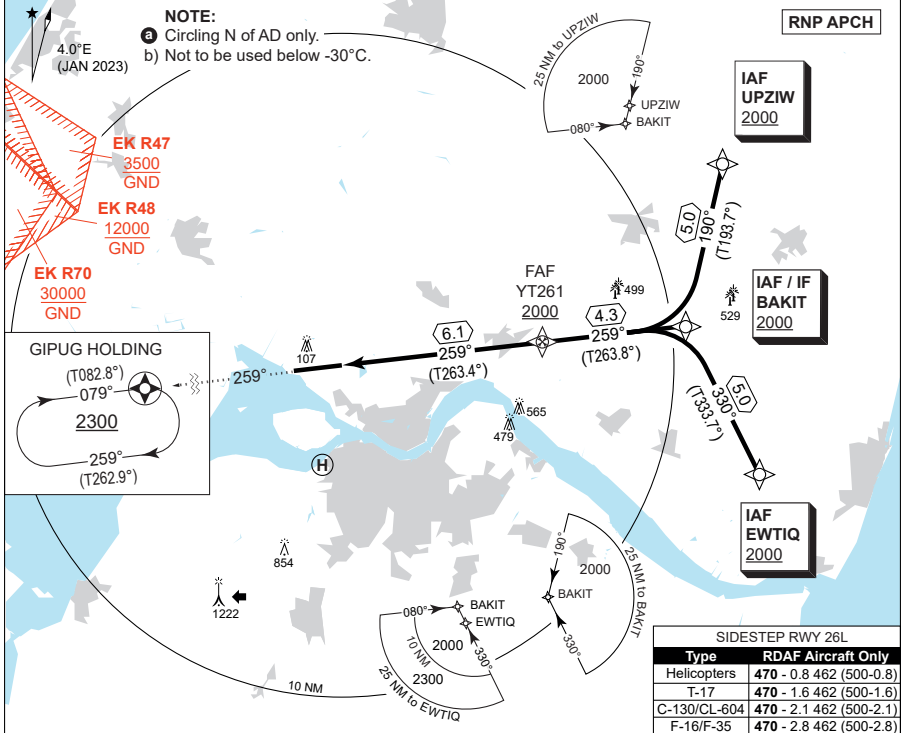 NOTE:
a Circling N of AD only.
b) Not to be used below -30°C.
4.0°E
(JAN 2023)
RNP APCH
25 NM to UPZIW
2000
190°
UPZIW
BAKIT
080°
IAF
UPZIW
2000
EK R47
3500
GND
EK R48
12000
GND
EK R70
30000
GND
5.0
190°
(T193.7°)
FAF
YT261
2000
499
529
IAF / IF
BAKIT
2000
4.3
259°
(T263.8°)
6.1
259°
(T263.4°)
107
259°
GIPUG HOLDING
(T082.8°)
079°
2300
259°
(T262.9°)
5.0
330°
(T333.7°)
565
479
H
IAF
EWTIQ
2000
854
1222
10 NM
080°
BAKIT
EWTIQ
2000
10 NM
2300
330°
25 NM to EWTIQ
190°
2000
BAKIT
330°
25 NM to BAKIT
SIDESTEP RWY 26L
Type RDAF Aircraft Only
Helicopters 470 - 0.8 462 (500-0.8)
T-17 470 - 1.6 462 (500-1.6)
C-130/CL-604 470 - 2.1 462 (500-2.1)
F-16/F-35 470 - 2.8 462 (500-2.8)